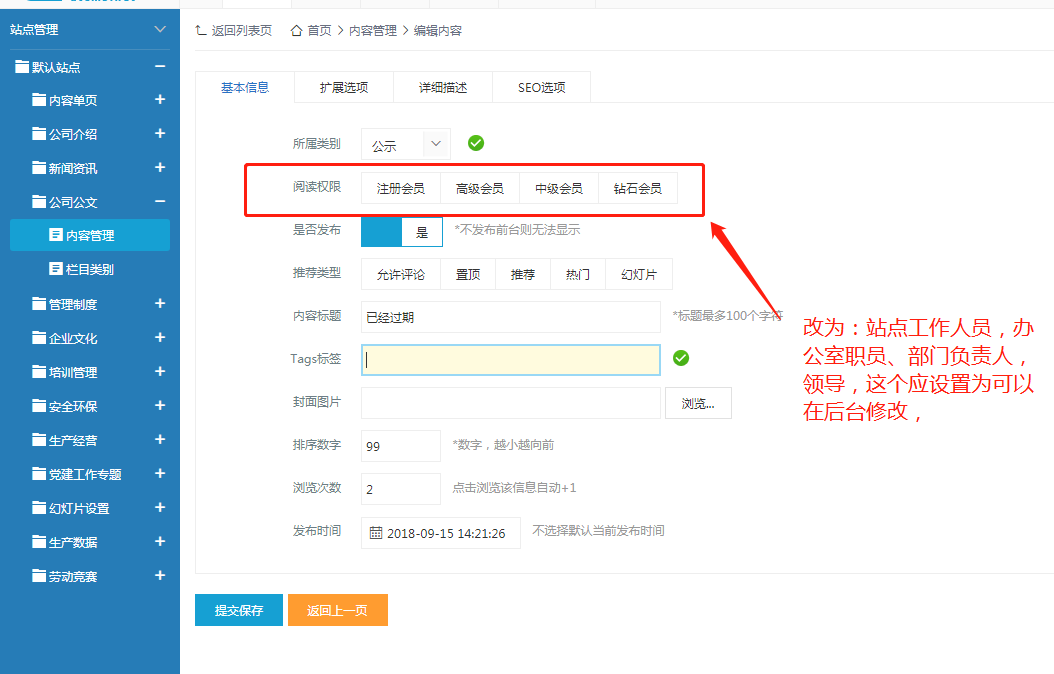 站点管理
返回列表页 首页 > 内容管理 > 编辑内容
默认站点
内容单页
公司介绍
新闻资讯
公司公文
内容管理
栏目类别
管理制度
企业文化
培训管理
安全环保
生产经营
党建工作专题
幻灯片设置
生产数据
劳动竞赛
基本信息 扩展选项 详细描述 SEO选项
所属类别 公示
阅读权限 注册会员 高级会员 中级会员 钻石会员
是否发布 是 *不发布前台则无法显示
推荐类型 允许评论 置顶 推荐 热门 幻灯片
内容标题 已经过期 *标题最多100个字符
Tags标签
封面图片 浏览...
排序数字 99 *数字，越小越向前
浏览次数 2 点击浏览该信息自动+1
发布时间 2018-09-15 14:21:26 不选择默认当前发布时间
提交保存 返回上一页
改为：站点工作人员，办
公室职员、部门负责人，
领导，这个应设置为可以
在后台修改，